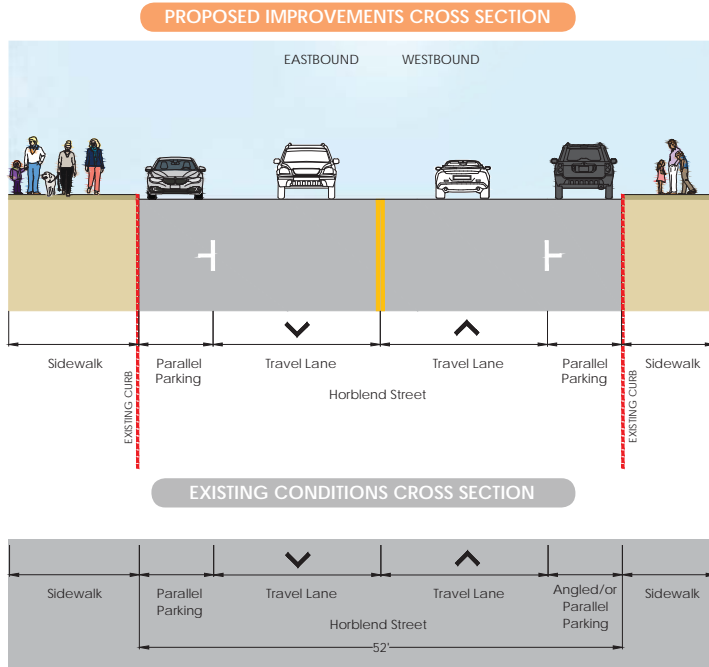 PROPOSED IMPROVEMENTS CROSS SECTION
EASTBOUND WESTBOUND
Sidewalk Parallel Parking Travel Lane Travel Lane Parallel Parking Sidewalk
Horblend Street
EXISTING CURB
EXISTING CURB
EXISTING CONDITIONS CROSS SECTION
Sidewalk Parallel Parking Travel Lane Travel Lane Angled/or Parallel Parking Sidewalk
Horblend Street
52'